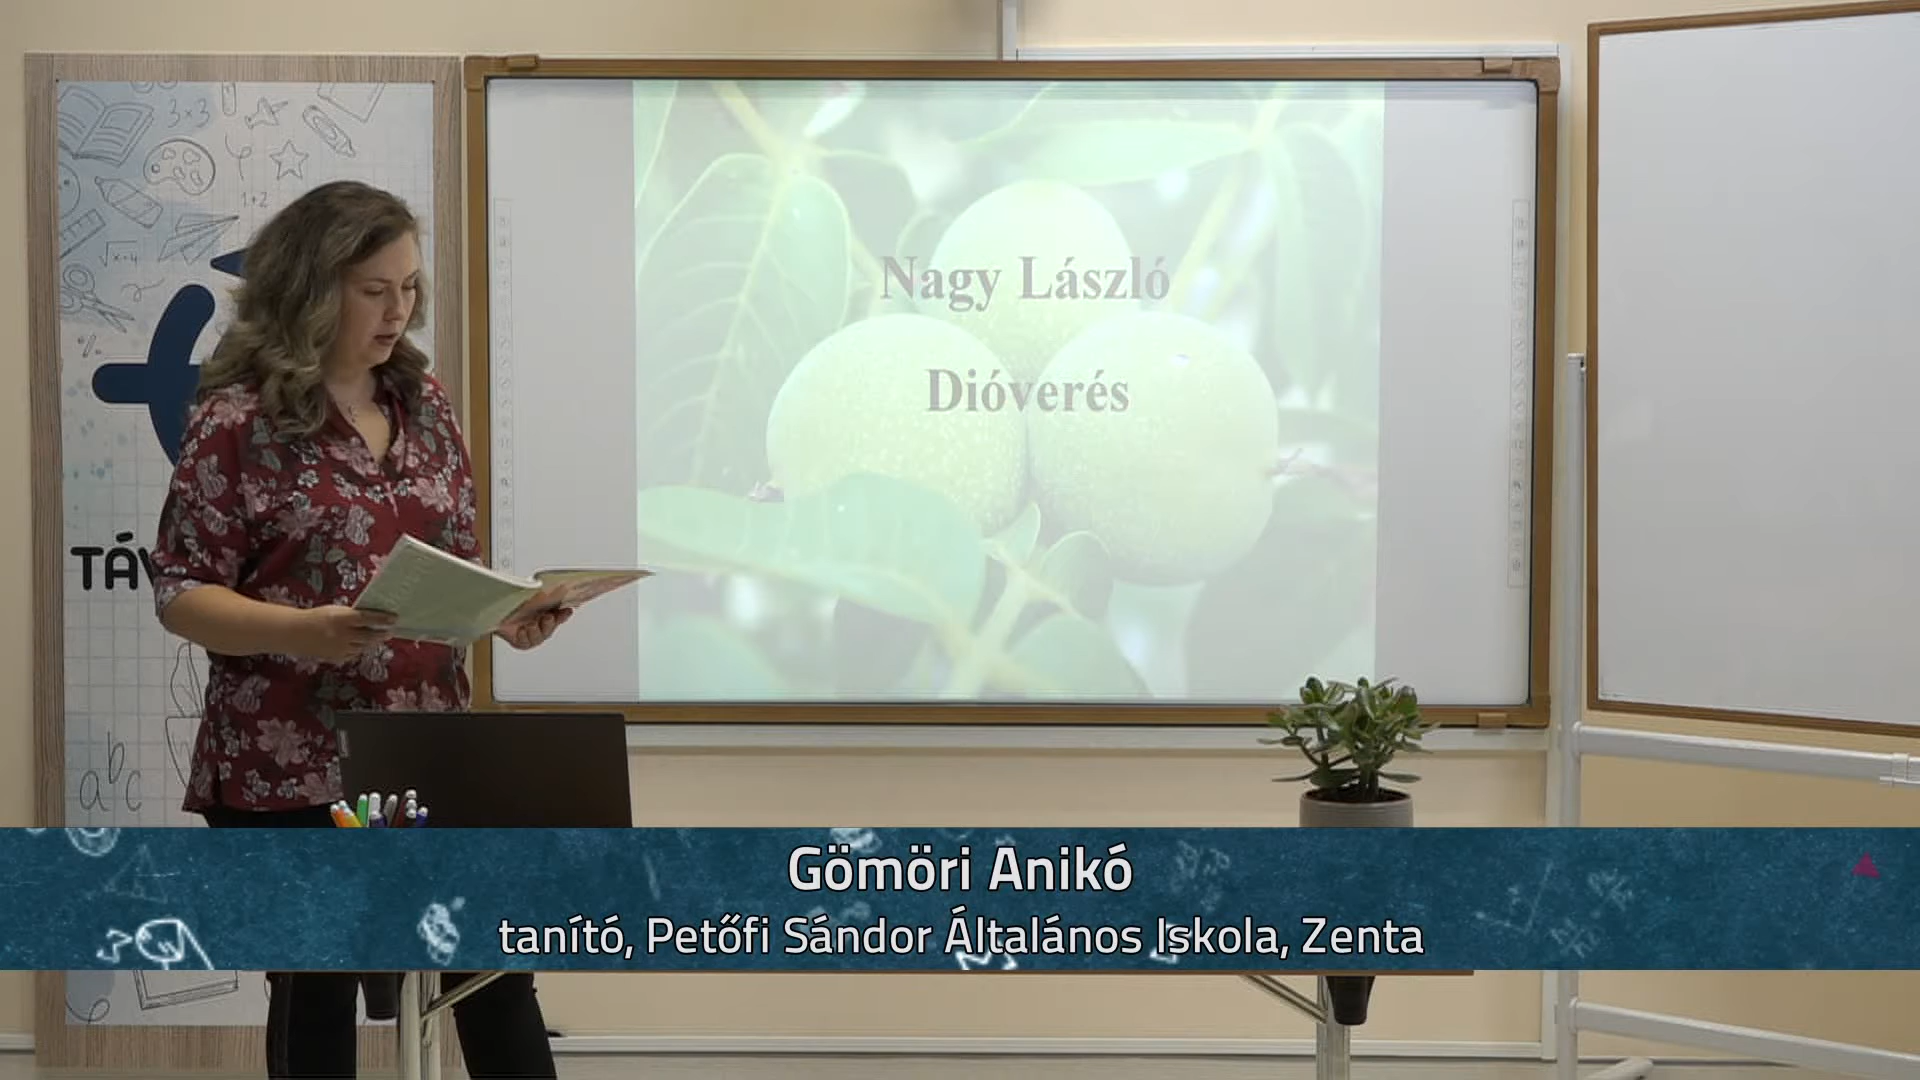 3×3
1+2
TÁV
abc
Nagy László
Dióverés
Gömöri Anikó
tanító, Petőfi Sándor Általános Iskola, Zenta